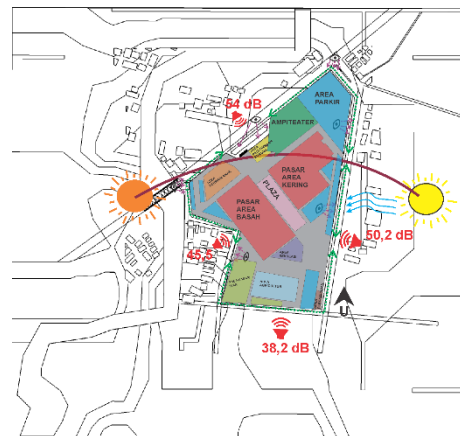 AREA
PARKIR
54 dB
AMPITEATER
PASAR
AREA
KERING
PLAZA
PASAR
AREA
BASAH
50,2 dB
45,5
38,2 dB
U